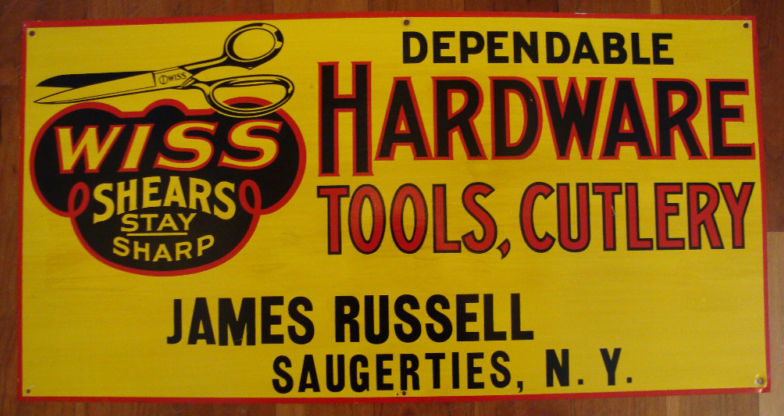 WISS
WISS
SHEARS
STAY
SHARP
DEPENDABLE
HARDWARE
TOOLS, CUTLERY
JAMES RUSSELL
SAUGERTIES, N. Y.